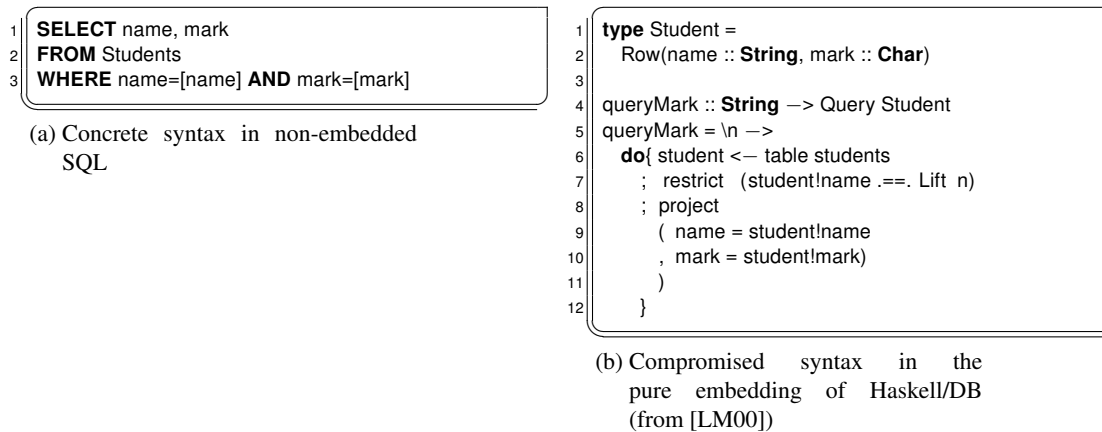 1 SELECT name, mark
2 FROM Students
3 WHERE name=[name] AND mark=[mark]
(a) Concrete syntax in non-embedded
SQL
1 type Student =
2 Row(name :: String, mark :: Char)
3
4 queryMark :: String −> Query Student
5 queryMark = \n −>
6 do{ student <− table students
7 ; restrict (student!name .==. Lift n)
8 ; project
9 ( name = student!name
10 , mark = student!mark)
11 )
12 }
(b) Compromised syntax in the
pure embedding of Haskell/DB
(from [LM00])